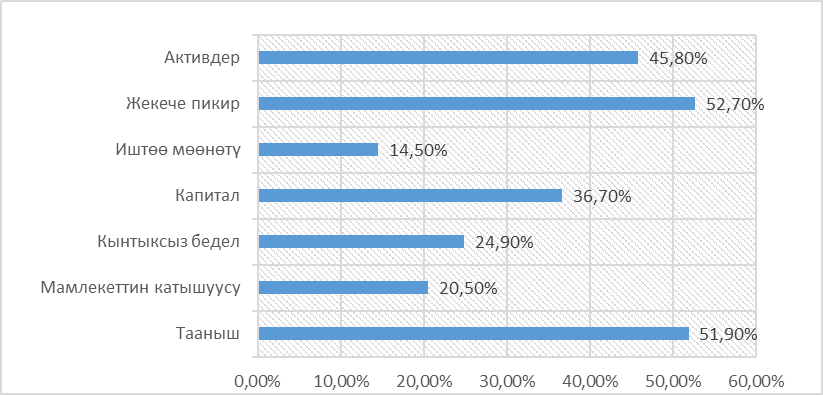 Активдер 45,80%
Жекече пикир 52,70%
Иштөө мөөнөтү 14,50%
Капитал 36,70%
Кынтыксыз бедел 24,90%
Мамлекеттин катышуусу 20,50%
Тааныш 51,90%
0,00% 10,00% 20,00% 30,00% 40,00% 50,00% 60,00%